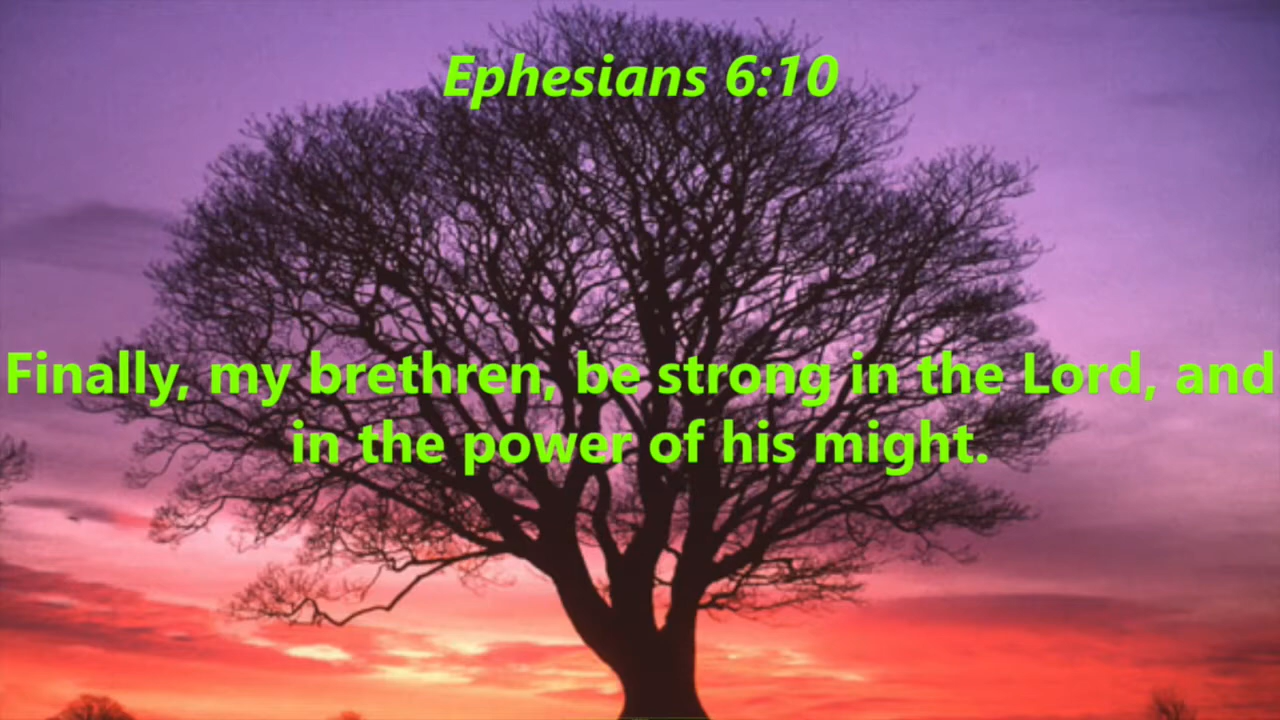 Ephesians 6:10
Finally, my brethren, be strong in the Lord, and
in the power of his might.